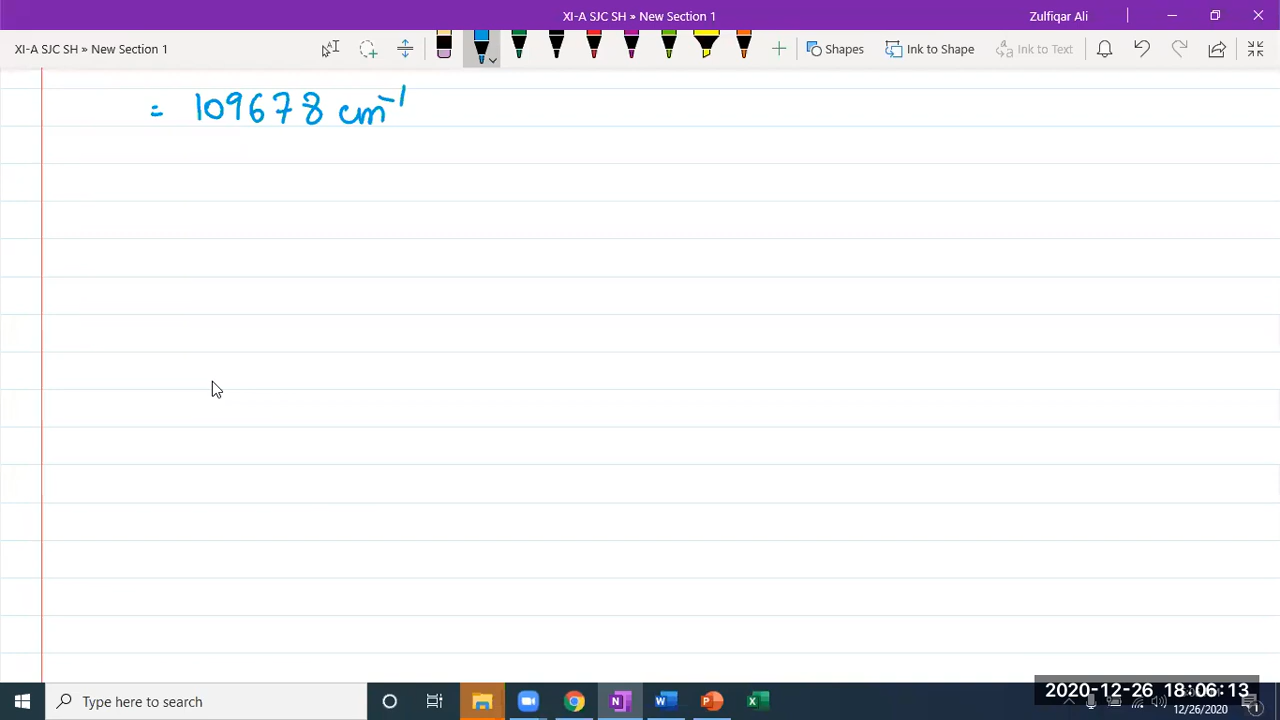 XI-A SJC SH » New Section 1
Zulfiqar Ali
XI-A SJC SH » New Section 1
Shapes
Ink to Shape
Ink to Text
= 109678 cm⁻¹
Type here to search
2020-12-26 18:06:13
12/26/2020